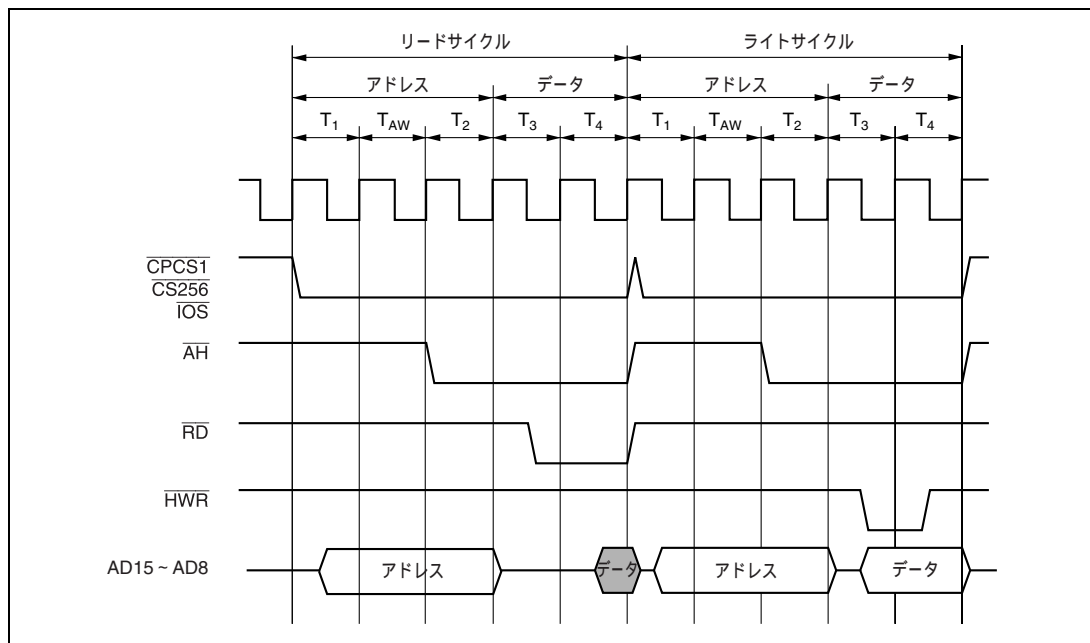 リードサイクル ライトサイクル
アドレス データ アドレス データ
T1 TAW T2 T3 T4 T1 TAW T2 T3 T4
CPCS1
CS256
IOS
AH
RD
HWR
AD15 ~ AD8 アドレス データ アドレス データ